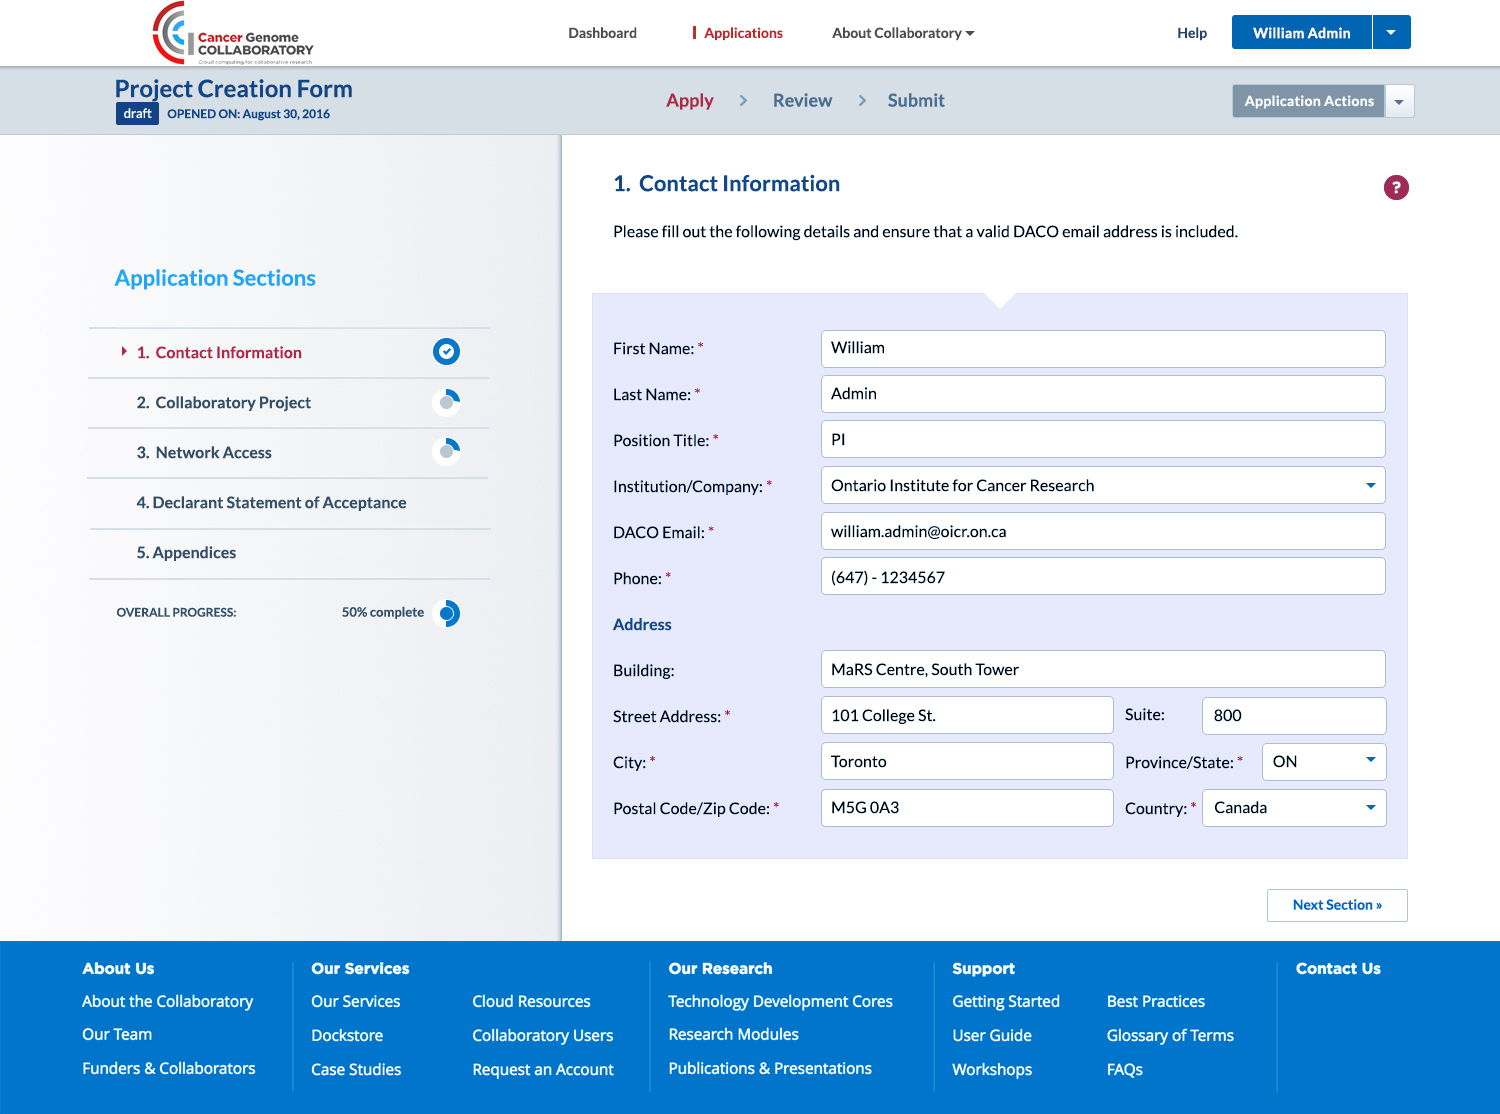 Cancer Genome
COLLABORATORY
Cloud computing for collaborative research
Dashboard
Applications
About Collaboratory
Help
William Admin
Project Creation Form
draft
OPENED ON: August 30, 2016
Apply
Review
Submit
Application Actions
Application Sections
1. Contact Information
2. Collaboratory Project
3. Network Access
4. Declarant Statement of Acceptance
5. Appendices
OVERALL PROGRESS: 50% complete
1. Contact Information
?
Please fill out the following details and ensure that a valid DACO email address is included.
First Name: * William
Last Name: * Admin
Position Title: * PI
Institution/Company: * Ontario Institute for Cancer Research
DACO Email: * william.admin@oicr.on.ca
Phone: * (647) - 1234567
Address
Building: MaRS Centre, South Tower
Street Address: * 101 College St. Suite: 800
City: * Toronto Province/State: * ON
Postal Code/Zip Code: * M5G 0A3 Country: * Canada
Next Section »
About Us
About the Collaboratory
Our Team
Funders & Collaborators
Our Services
Our Services
Dockstore
Case Studies
Cloud Resources
Collaboratory Users
Request an Account
Our Research
Technology Development Cores
Research Modules
Publications & Presentations
Support
Getting Started
User Guide
Workshops
Best Practices
Glossary of Terms
FAQs
Contact Us